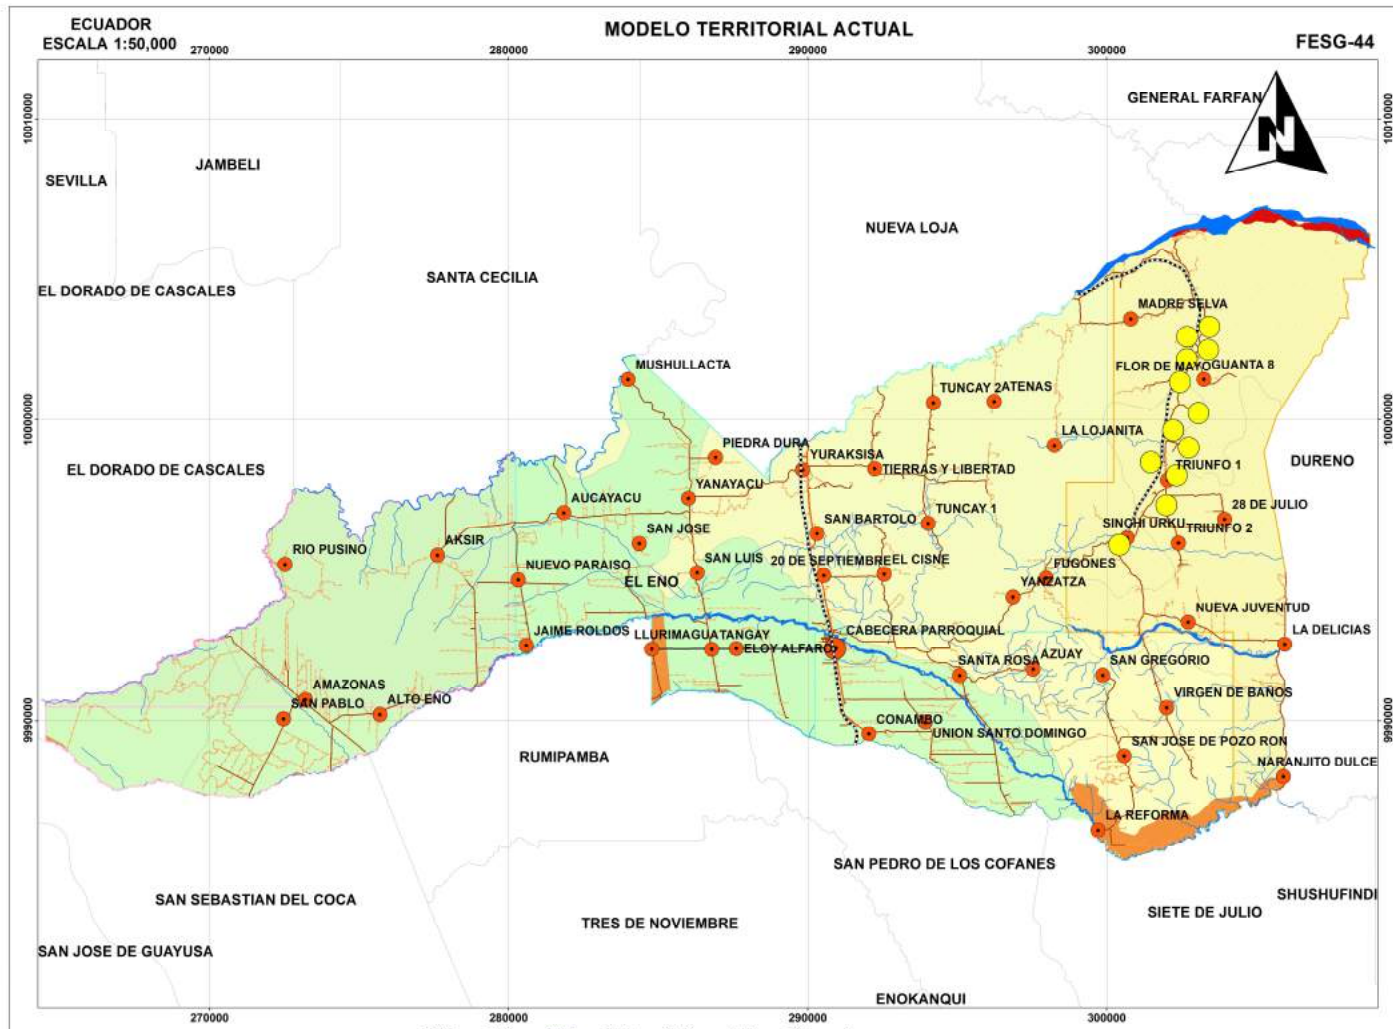 ECUADOR
ESCALA 1:50,000
MODELO TERRITORIAL ACTUAL
FESG-44
270000
280000
290000
300000
10010000
10010000
GENERAL FARFAN
N
JAMBELI
SEVILLA
NUEVA LOJA
SANTA CECILIA
EL DORADO DE CASCALES
MADRE SELVA
MUSHULLACTA
FLOR DE MAYO
GUANTA 8
TUNCAY 2
ATENAS
10000000
10000000
LA LOJANITA
PIEDRA DURA
YURAKSISA
DURENO
EL DORADO DE CASCALES
TIERRAS Y LIBERTAD
TRIUNFO 1
YANAYACU
AUCAYACU
TUNCAY 1
28 DE JULIO
SAN BARTOLO
SINCHI URKU
TRIUNFO 2
SAN JOSE
AKSIR
RIO PUSINO
SAN LUIS
20 DE SEPTIEMBRE
EL CISNE
FUGONES
NUEVO PARAISO
EL ENO
YANZATZA
NUEVA JUVENTUD
JAIME ROLDOS
LLURIMAGUA
TANGAY
ELOY ALFARO
CABECERA PARROQUIAL
LA DELICIAS
SANTA ROSA
AZUAY
SAN GREGORIO
AMAZONAS
SAN PABLO
ALTO ENO
VIRGEN DE BAÑOS
9990000
9990000
CONAMBO
UNION SANTO DOMINGO
SAN JOSE DE POZO RON
RUMIPAMBA
NARANJITO DULCE
LA REFORMA
SAN PEDRO DE LOS COFANES
SAN SEBASTIAN DEL COCA
SHUSHUFINDI
SIETE DE JULIO
TRES DE NOVIEMBRE
SAN JOSE DE GUAYUSA
ENOKANQUI
270000
280000
290000
300000